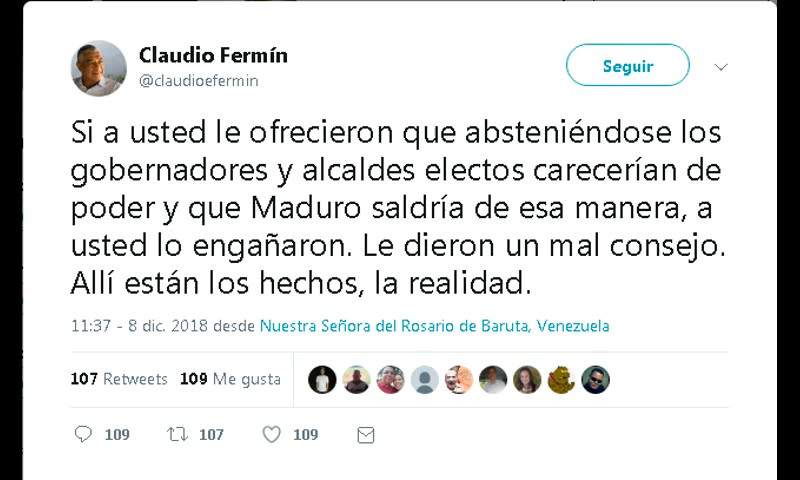 Claudio Fermín
@claudioefermin
Seguir
Si a usted le ofrecieron que absteniéndose los
gobernadores y alcaldes electos carecerían de
poder y que Maduro saldría de esa manera, a
usted lo engañaron. Le dieron un mal consejo.
Allí están los hechos, la realidad.
11:37 - 8 dic. 2018 desde Nuestra Señora del Rosario de Baruta, Venezuela
107 Retweets 109 Me gusta
109 107 109